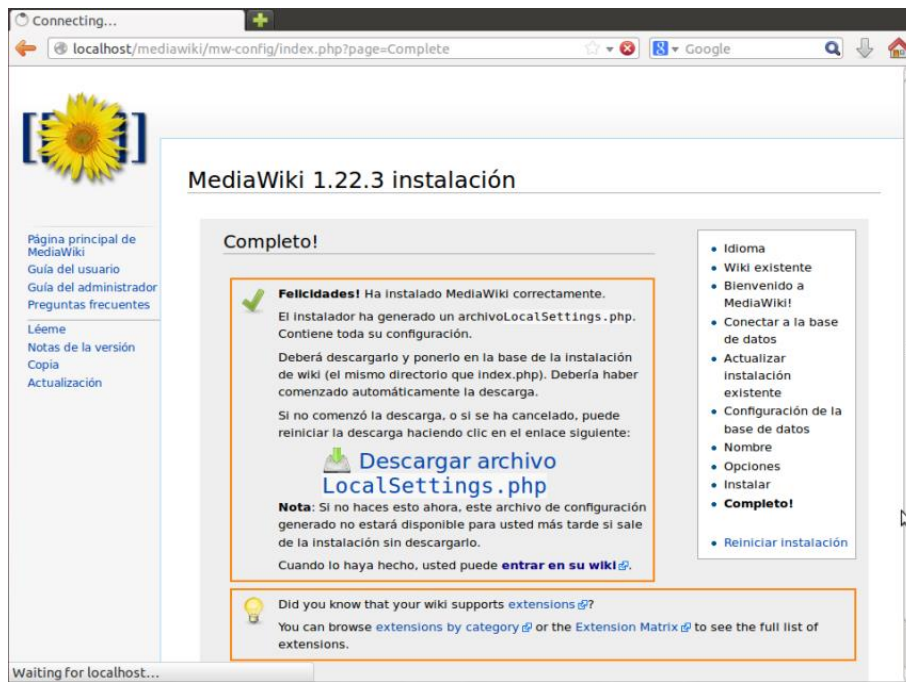 Connecting...
localhost/mediawiki/mw-config/index.php?page=Complete
Google
MediaWiki 1.22.3 instalación
Página principal de
MediaWiki
Guía del usuario
Guía del administrador
Preguntas frecuentes
Léeme
Notas de la versión
Copia
Actualización
Completo!
Felicidades! Ha instalado MediaWiki correctamente.
El instalador ha generado un archivoLocalSettings.php.
Contiene toda su configuración.
Deberá descargarlo y ponerlo en la base de la instalación
de wiki (el mismo directorio que index.php). Debería haber
comenzado automáticamente la descarga.
Si no comenzó la descarga, o si se ha cancelado, puede
reiniciar la descarga haciendo clic en el enlace siguiente:
Descargar archivo
LocalSettings.php
Nota: Si no haces esto ahora, este archivo de configuración
generado no estará disponible para usted más tarde si sale
de la instalación sin descargarlo.
Cuando lo haya hecho, usted puede entrar en su wiki.
Did you know that your wiki supports extensions?
You can browse extensions by category or the Extension Matrix to see the full list of
extensions.
Idioma
Wiki existente
Bienvenido a
MediaWiki!
Conectar a la base
de datos
Actualizar
instalación
existente
Configuración de la
base de datos
Nombre
Opciones
Instalar
Completo!
Reiniciar instalación
Waiting for localhost...